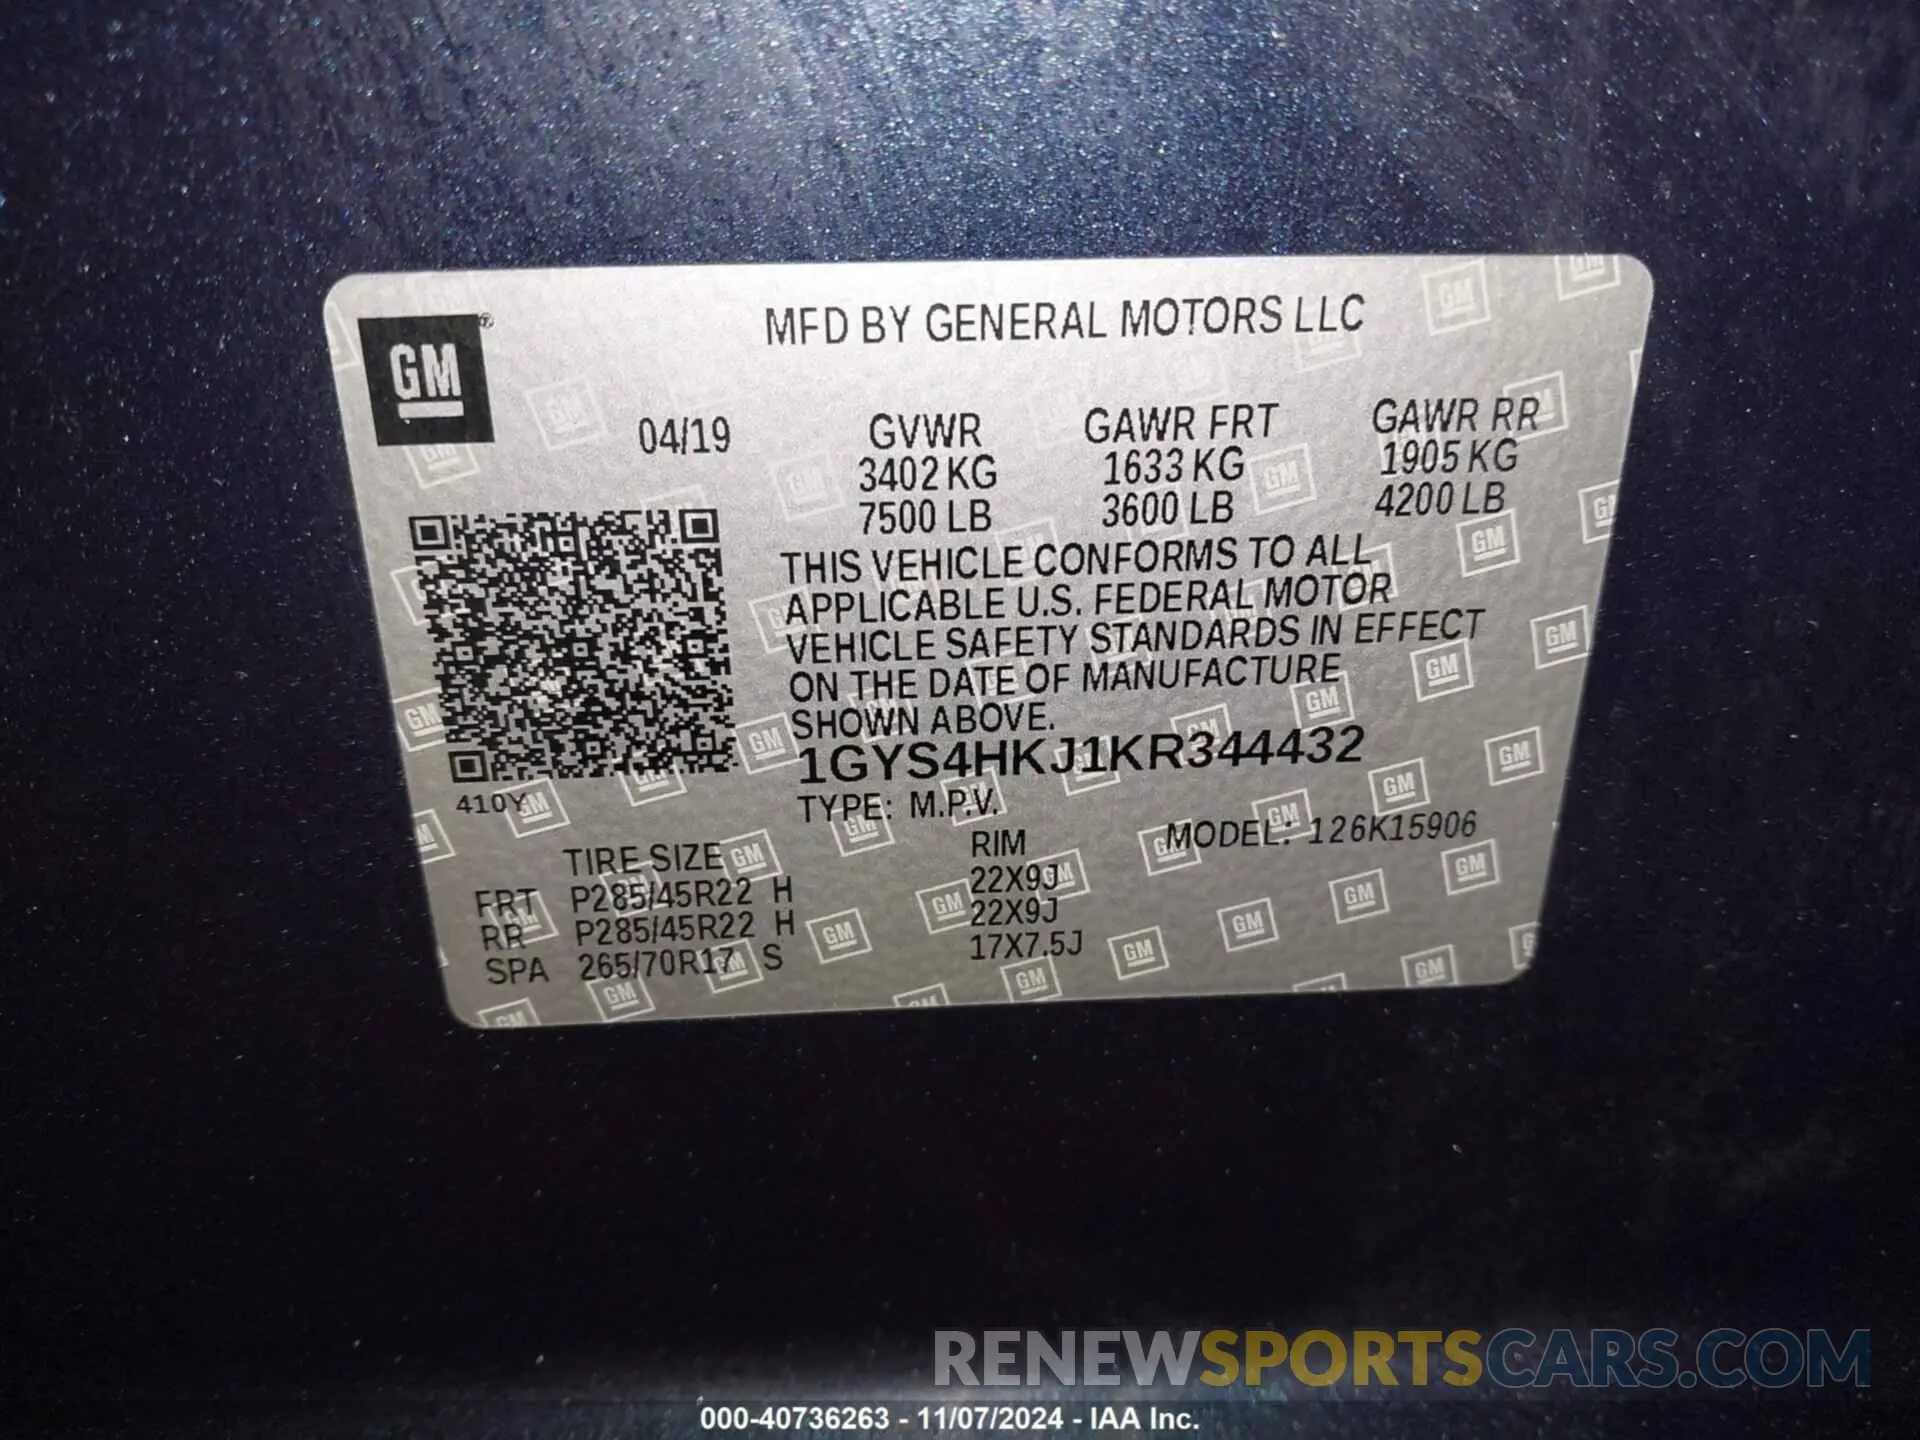 MFD BY GENERAL MOTORS LLC
GM ®
04/19 GVWR GAWR FRT GAWR RR
3402 KG 1633 KG 1905 KG
7500 LB 3600 LB 4200 LB
THIS VEHICLE CONFORMS TO ALL
APPLICABLE U.S. FEDERAL MOTOR
VEHICLE SAFETY STANDARDS IN EFFECT
ON THE DATE OF MANUFACTURE
SHOWN ABOVE.
1GYS4HKJ1KR344432
410Y
TYPE: M.P.V.
MODEL: 126K15906
TIRE SIZE RIM
FRT P285/45R22 H 22X9J
RR P285/45R22 H 22X9J
SPA 265/70R17 S 17X7.5J
RENEWSPORTSCARS.COM
000-40736263 - 11/07/2024 - IAA Inc.